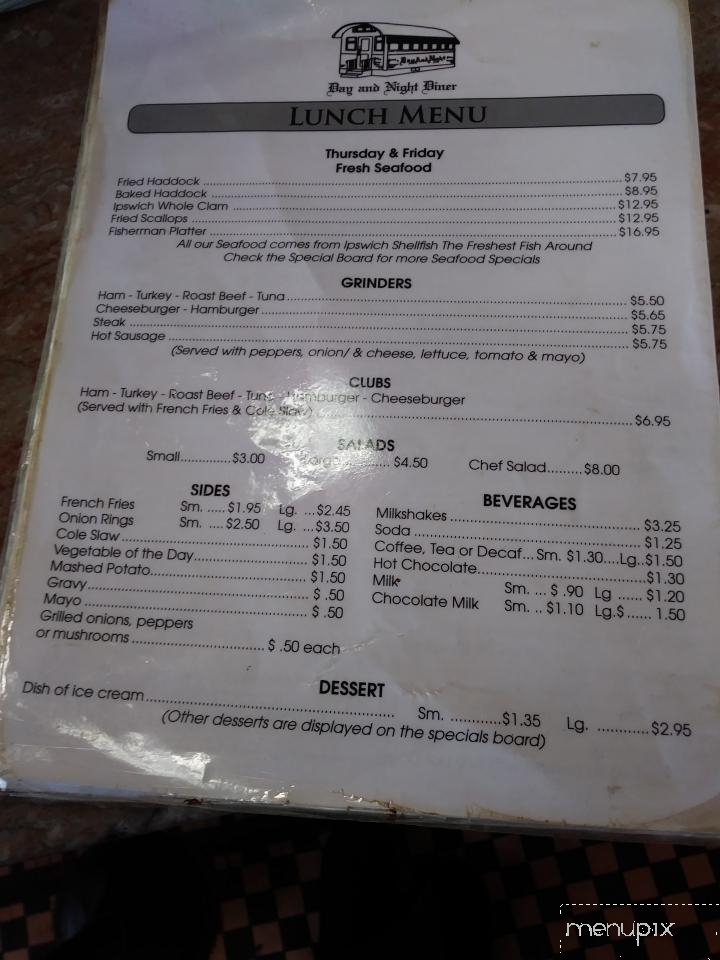 Day and Night
Day and Night Diner
LUNCH MENU
Thursday & Friday
Fresh Seafood
Fried Haddock ........ $7.95
Baked Haddock ........ $8.95
Ipswich Whole Clam ........ $12.95
Fried Scallops ........ $12.95
Fisherman Platter ........ $16.95
All our Seafood comes from Ipswich Shellfish The Freshest Fish Around
Check the Special Board for more Seafood Specials
GRINDERS
Ham - Turkey - Roast Beef - Tuna ........ $5.50
Cheeseburger - Hamburger ........ $5.65
Steak ........ $5.75
Hot Sausage ........ $5.75
(Served with peppers, onion/ & cheese, lettuce, tomato & mayo)
CLUBS
Ham - Turkey - Roast Beef - Tuna - Hamburger - Cheeseburger
(Served with French Fries & Cole Slaw) ........ $6.95
SALADS
Small ........ $3.00 Large ........ $4.50 Chef Salad ......... $8.00
SIDES
French Fries Sm. ..... $1.95 Lg. ... $2.45
Onion Rings Sm. .... $2.50 Lg. ... $3.50
Cole Slaw ........ $1.50
Vegetable of the Day ........ $1.50
Mashed Potato ........ $1.50
Gravy ........ $ .50
Mayo ........ $ .50
Grilled onions, peppers
or mushrooms ........ $ .50 each
BEVERAGES
Milkshakes ........ $3.25
Soda ........ $1.25
Coffee, Tea or Decaf... Sm. $1.30....Lg..$1.50
Hot Chocolate ........ $1.30
Milk Sm. .. $ .90 Lg ...... $1.20
Chocolate Milk Sm. .. $1.10 Lg.$...... 1.50
DESSERT
Dish of ice cream ........ Sm. ............$1.35 Lg. ............$2.95
(Other desserts are displayed on the specials board)
menupix